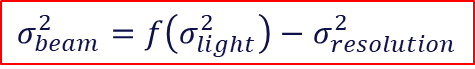 σ²_beam = f(σ²_light) − σ²_resolution